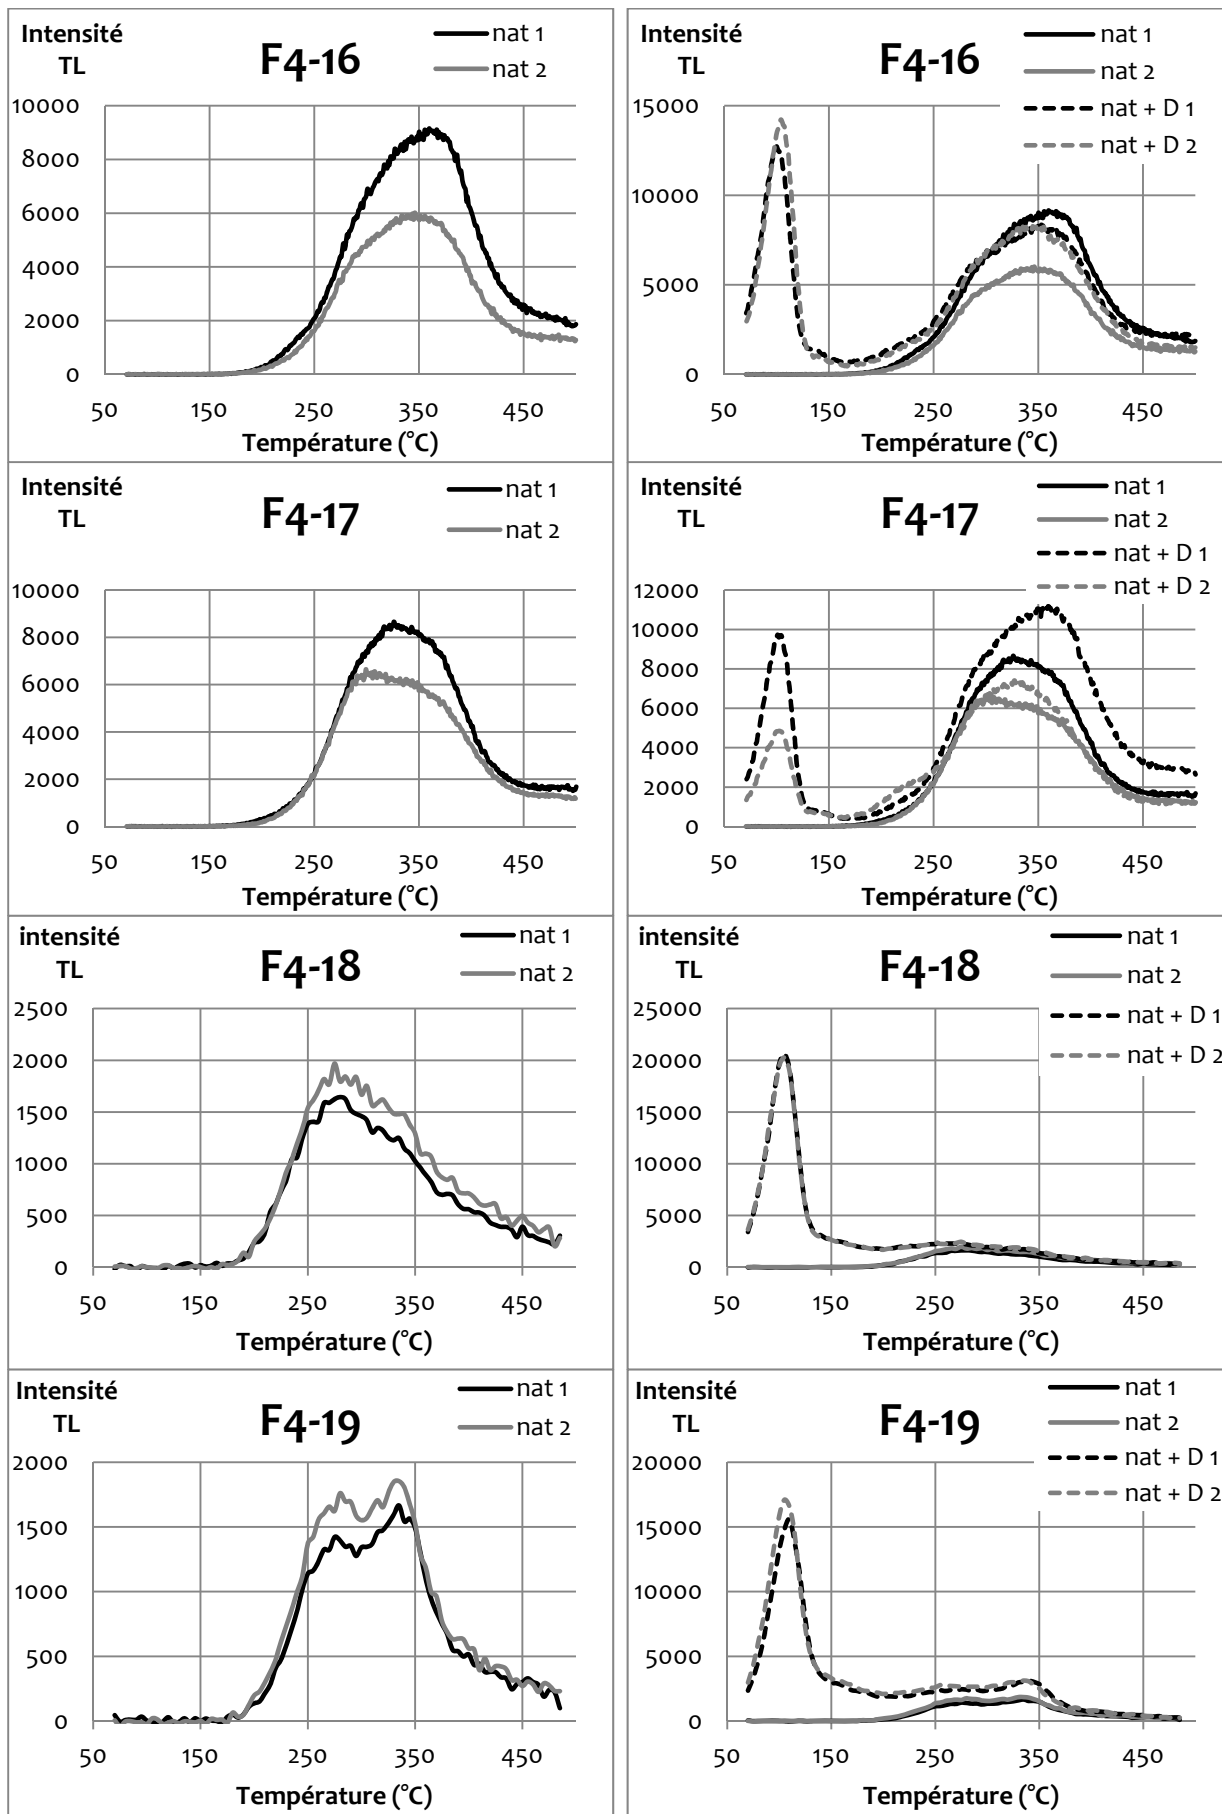 Intensité
TL
F4-16
nat 1
nat 2
10000
8000
6000
4000
2000
0
50 150 250 350 450
Température (°C)
Intensité
TL
F4-16
nat 1
nat 2
nat + D 1
nat + D 2
15000
10000
5000
0
50 150 250 350 450
Température (°C)
Intensité
TL
F4-17
nat 1
nat 2
10000
8000
6000
4000
2000
0
50 150 250 350 450
Température (°C)
Intensité
TL
F4-17
nat 1
nat 2
nat + D 1
nat + D 2
12000
10000
8000
6000
4000
2000
0
50 150 250 350 450
Température (°C)
intensité
TL
F4-18
nat 1
nat 2
2500
2000
1500
1000
500
0
50 150 250 350 450
Température (°C)
intensité
TL
F4-18
nat 1
nat 2
nat + D 1
nat + D 2
25000
20000
15000
10000
5000
0
50 150 250 350 450
Température (°C)
Intensité
TL
F4-19
nat 1
nat 2
2000
1500
1000
500
0
50 150 250 350 450
Température (°C)
Intensité
TL
F4-19
nat 1
nat 2
nat + D 1
nat + D 2
20000
15000
10000
5000
0
50 150 250 350 450
Température (°C)